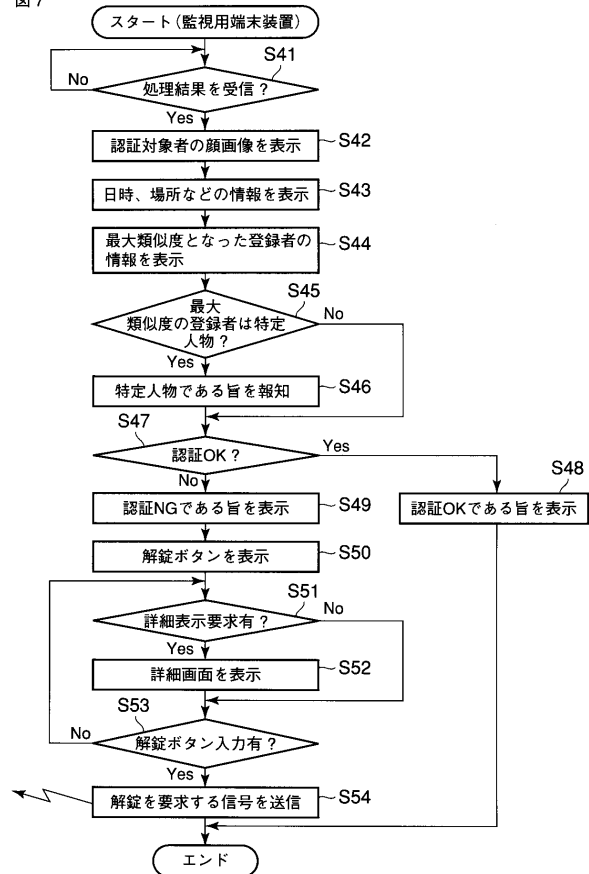 図7
スタート(監視用端末装置)
S41
処理結果を受信?
No
Yes
認証対象者の顔画像を表示
S42
日時、場所などの情報を表示
S43
最大類似度となった登録者の
情報を表示
S44
S45
最大
類似度の登録者は特定
人物?
No
Yes
特定人物である旨を報知
S46
S47
認証OK?
Yes
No
S48
認証OKである旨を表示
認証NGである旨を表示
S49
解錠ボタンを表示
S50
S51
詳細表示要求有?
No
Yes
詳細画面を表示
S52
S53
解錠ボタン入力有?
No
Yes
解錠を要求する信号を送信
S54
エンド